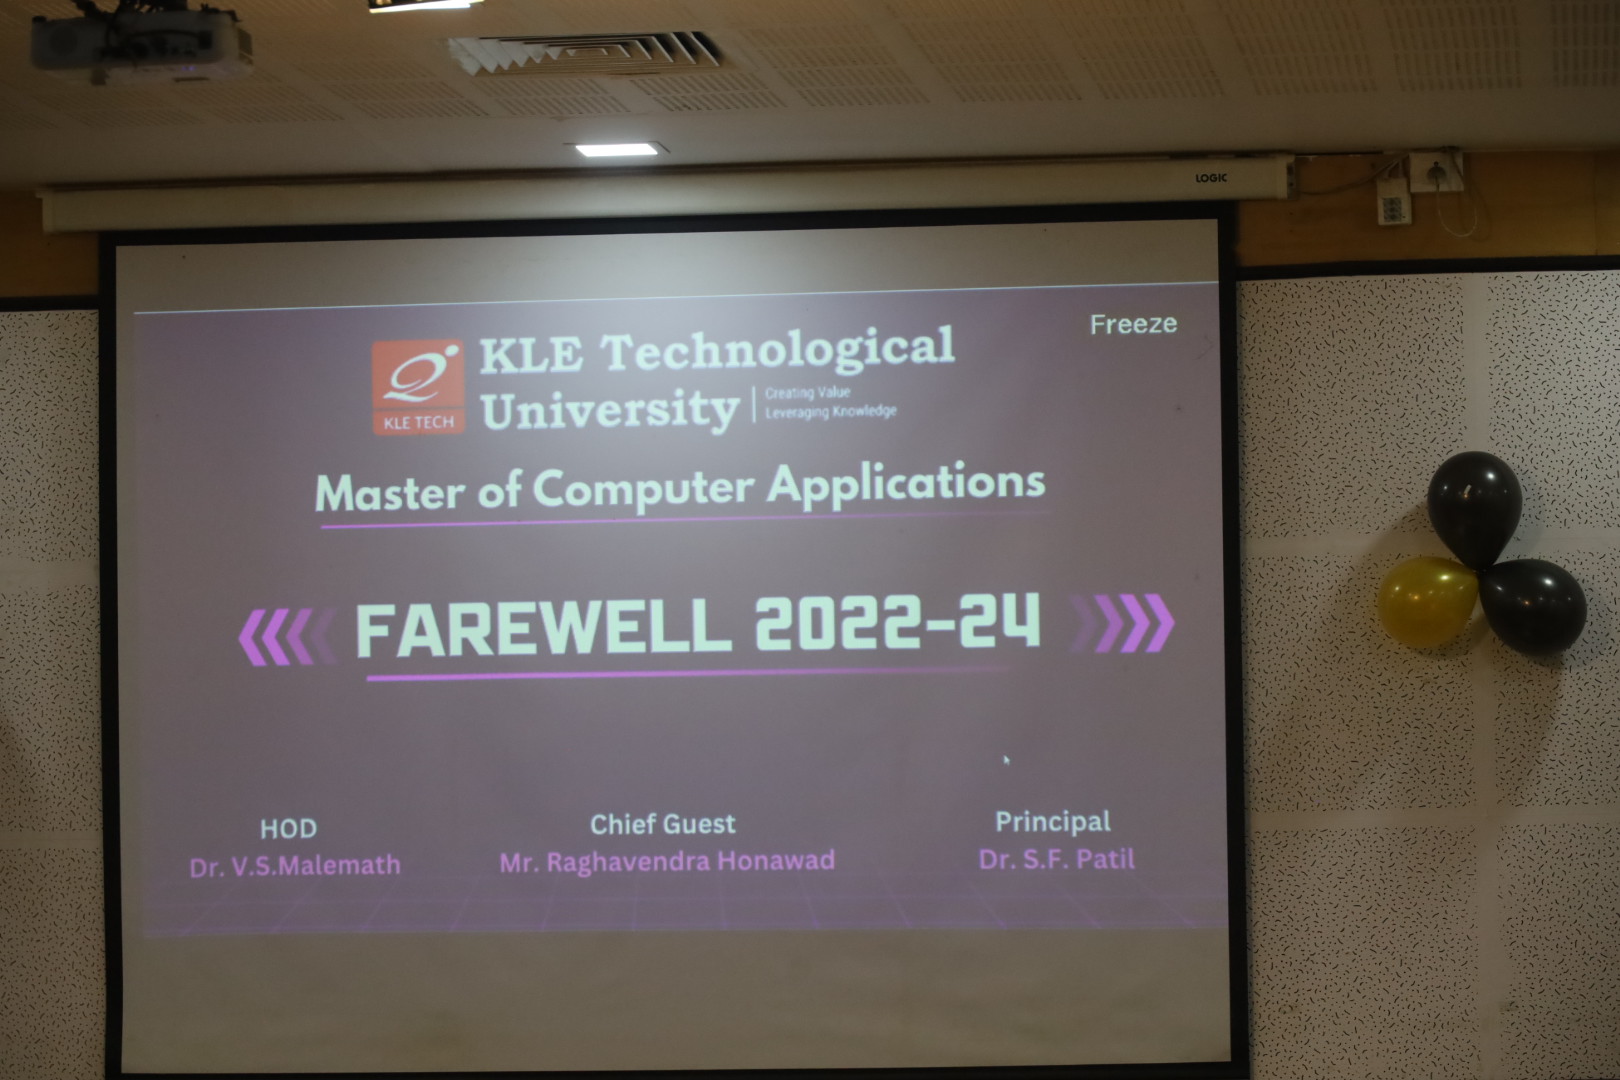 LOGIC
Freeze
KLE Technological
University
Creating Value
Leveraging Knowledge
KLE TECH
Master of Computer Applications
FAREWELL 2022-24
HOD
Dr. V.S.Malemath
Chief Guest
Mr. Raghavendra Honawad
Principal
Dr. S.F. Patil